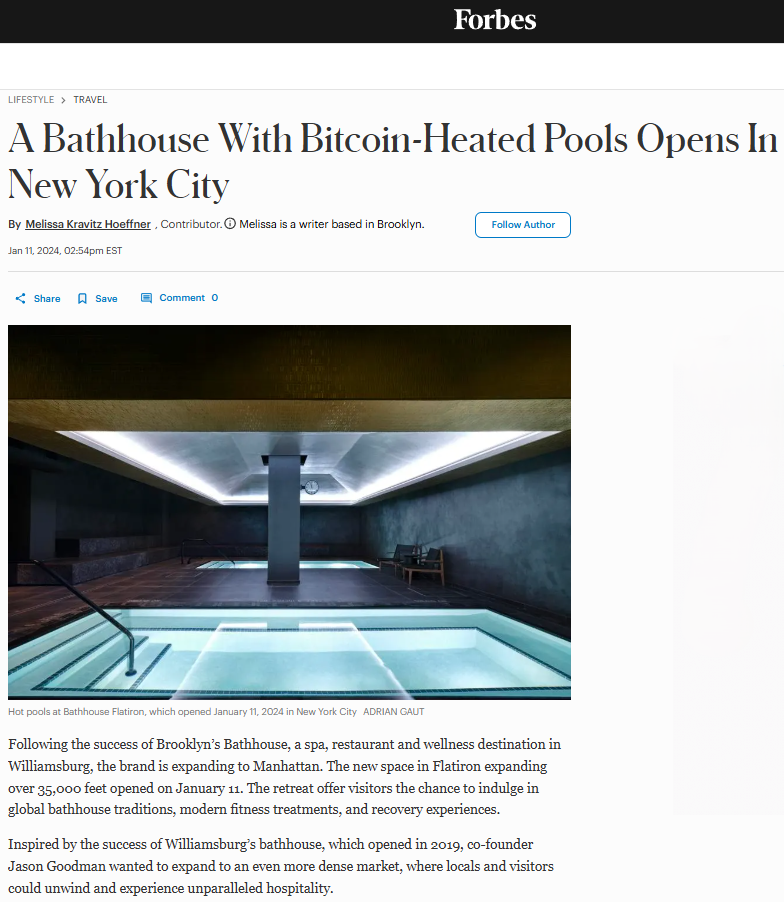 Forbes
LIFESTYLE > TRAVEL
A Bathhouse With Bitcoin-Heated Pools Opens In
New York City
By Melissa Kravitz Hoeffner , Contributor. Melissa is a writer based in Brooklyn.
Follow Author
Jan 11, 2024, 02:54pm EST
Share Save Comment 0
Hot pools at Bathhouse Flatiron, which opened January 11, 2024 in New York City ADRIAN GAUT
Following the success of Brooklyn’s Bathhouse, a spa, restaurant and wellness destination in
Williamsburg, the brand is expanding to Manhattan. The new space in Flatiron expanding
over 35,000 feet opened on January 11. The retreat offer visitors the chance to indulge in
global bathhouse traditions, modern fitness treatments, and recovery experiences.
Inspired by the success of Williamsburg’s bathhouse, which opened in 2019, co-founder
Jason Goodman wanted to expand to an even more dense market, where locals and visitors
could unwind and experience unparalleled hospitality.